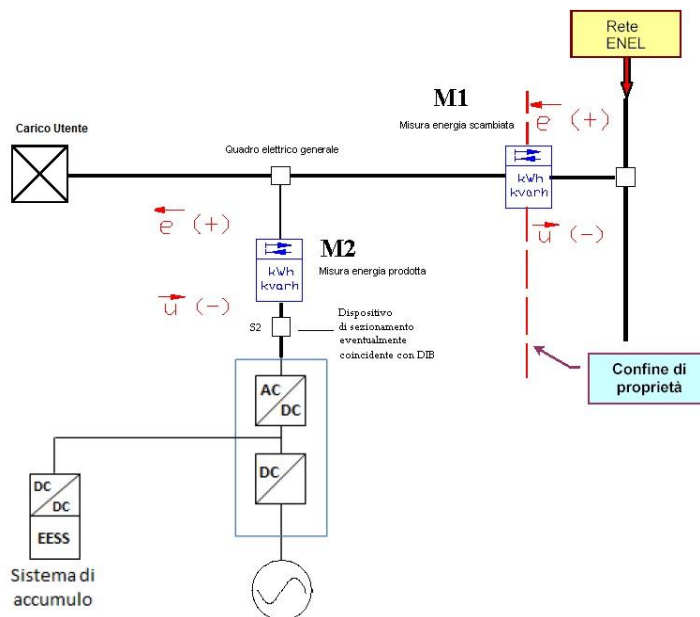 Rete
ENEL
M1
Misura energia scambiata
e (+)
Carico Utente
Quadro elettrico generale
kWh
kvarh
e (+)
u (-)
M2
Misura energia prodotta
kWh
kvarh
u (-)
S2
Dispositivo
di sezionamento
eventualmente
coincidente con DIB
Confine di
proprietà
AC
DC
DC
DC
DC
EESS
Sistema di
accumulo